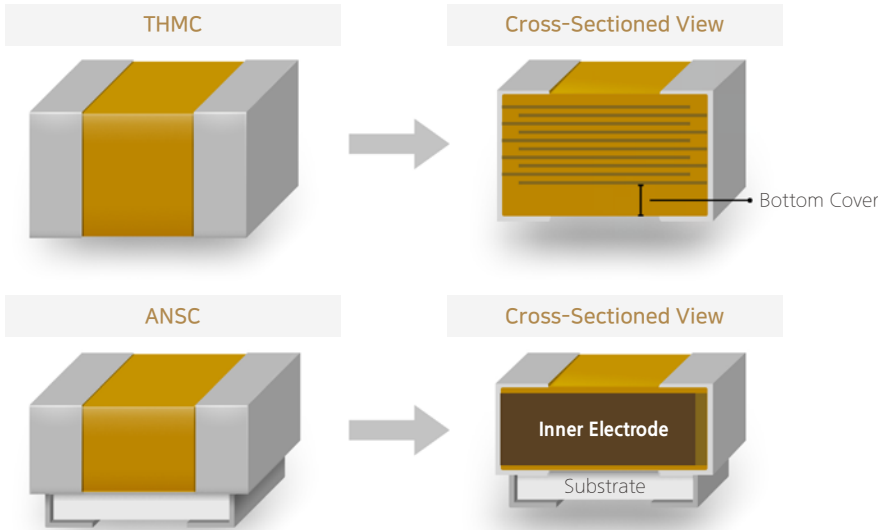 THMC
Cross-Sectioned View
Bottom Cover
ANSC
Cross-Sectioned View
Inner Electrode
Substrate